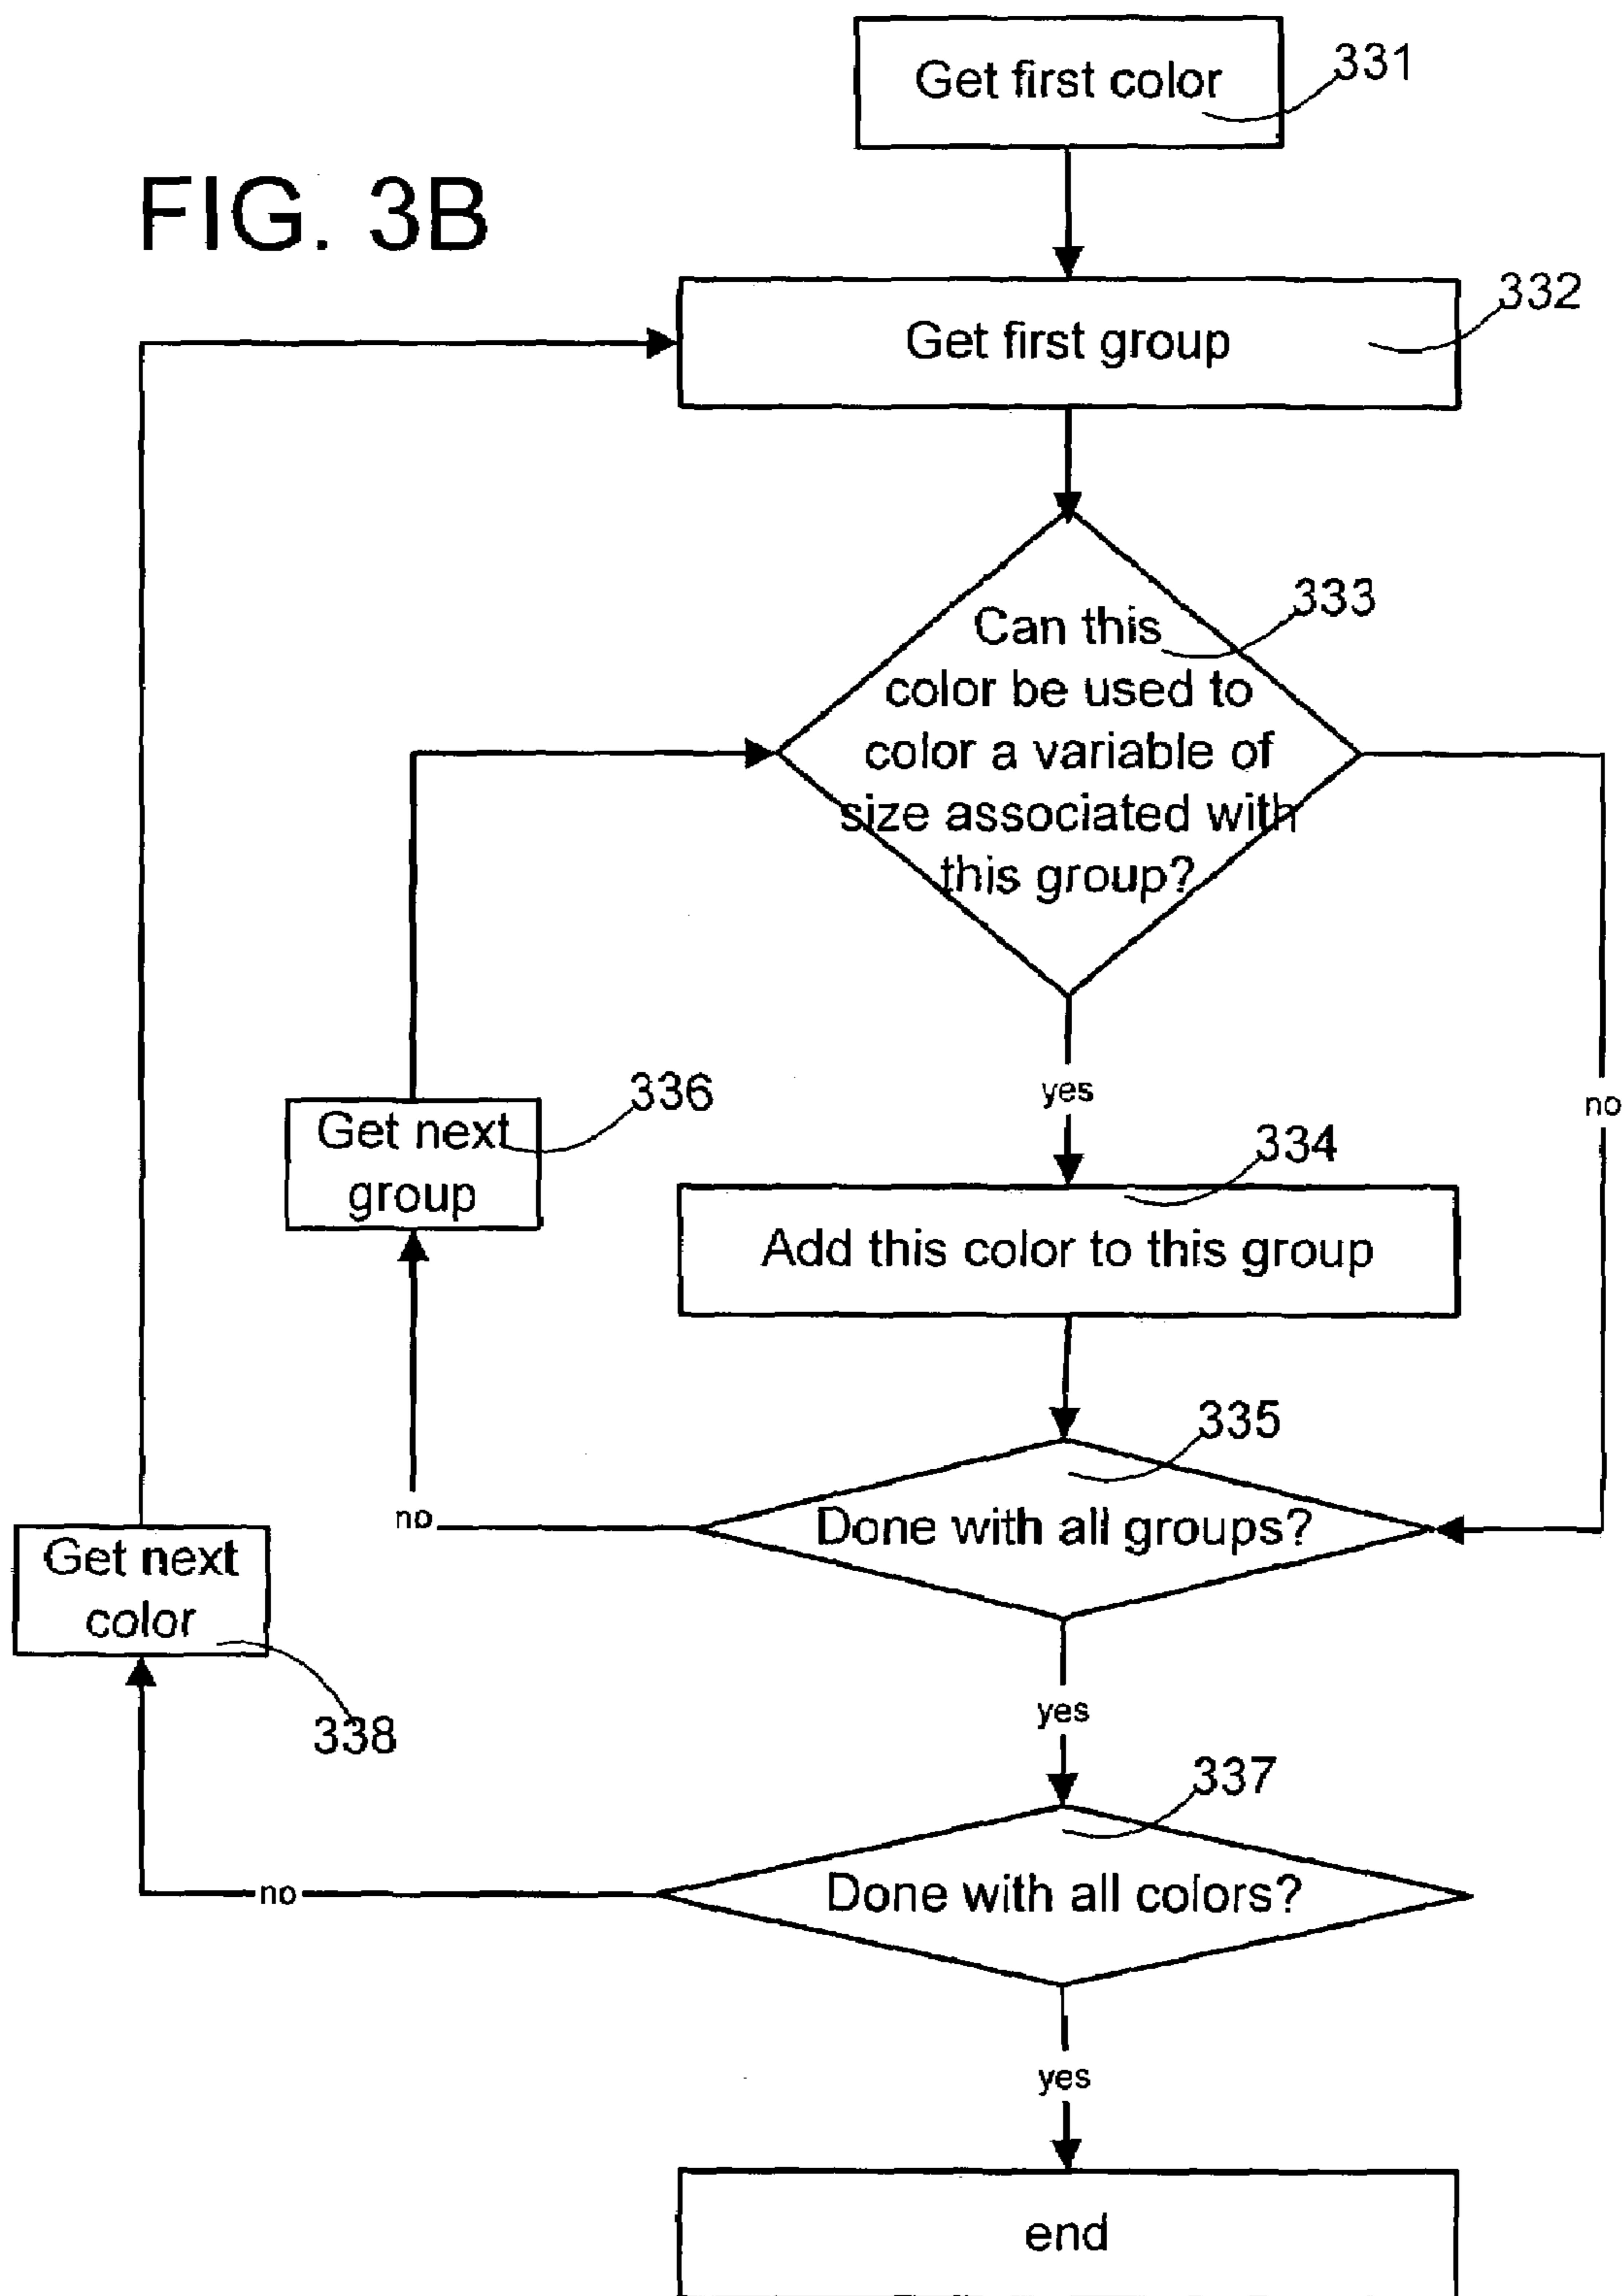 Get first color
331
FIG. 3B
332
Get first group
333
Can this
color be used to
color a variable of
size associated with
this group?
yes
no
336
Get next
group
334
Add this color to this group
335
Done with all groups?
no
Get next
color
338
yes
337
Done with all colors?
no
yes
end